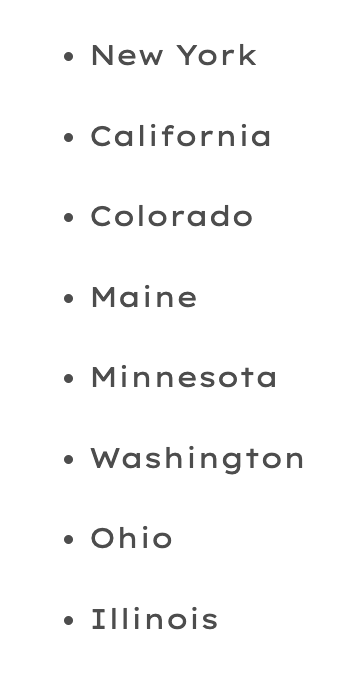 • New York
• California
• Colorado
• Maine
• Minnesota
• Washington
• Ohio
• Illinois